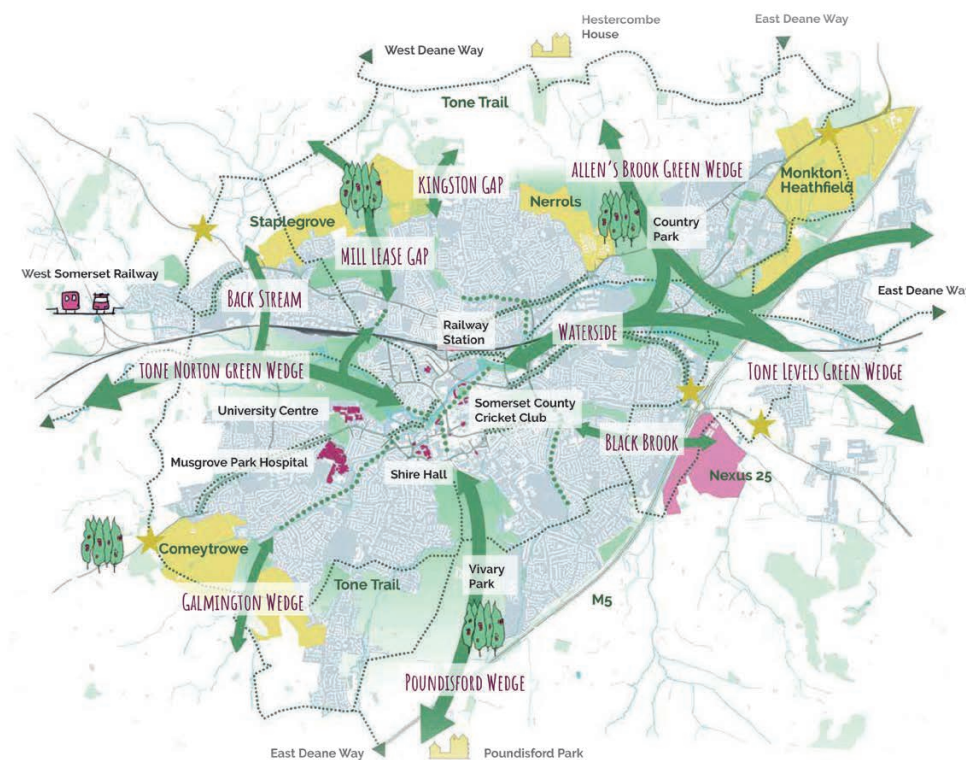 East Deane Way
Hestercombe
House
West Deane Way
Tone Trail
Allen's Brook Green Wedge
Monkton
Heathfield
Kingston Gap
Nerrols
Staplegrove
Country
Park
Mill Lease Gap
West Somerset Railway
Back Stream
East Deane Way
Railway
Station
Waterside
Tone Norton Green Wedge
Tone Levels Green Wedge
University Centre
Somerset County
Cricket Club
Black Brook
Musgrove Park Hospital
Shire Hall
Nexus 25
Comeytrowe
Tone Trail
Vivary
Park
M5
Galmington Wedge
Poundisford Wedge
East Deane Way
Poundisford Park